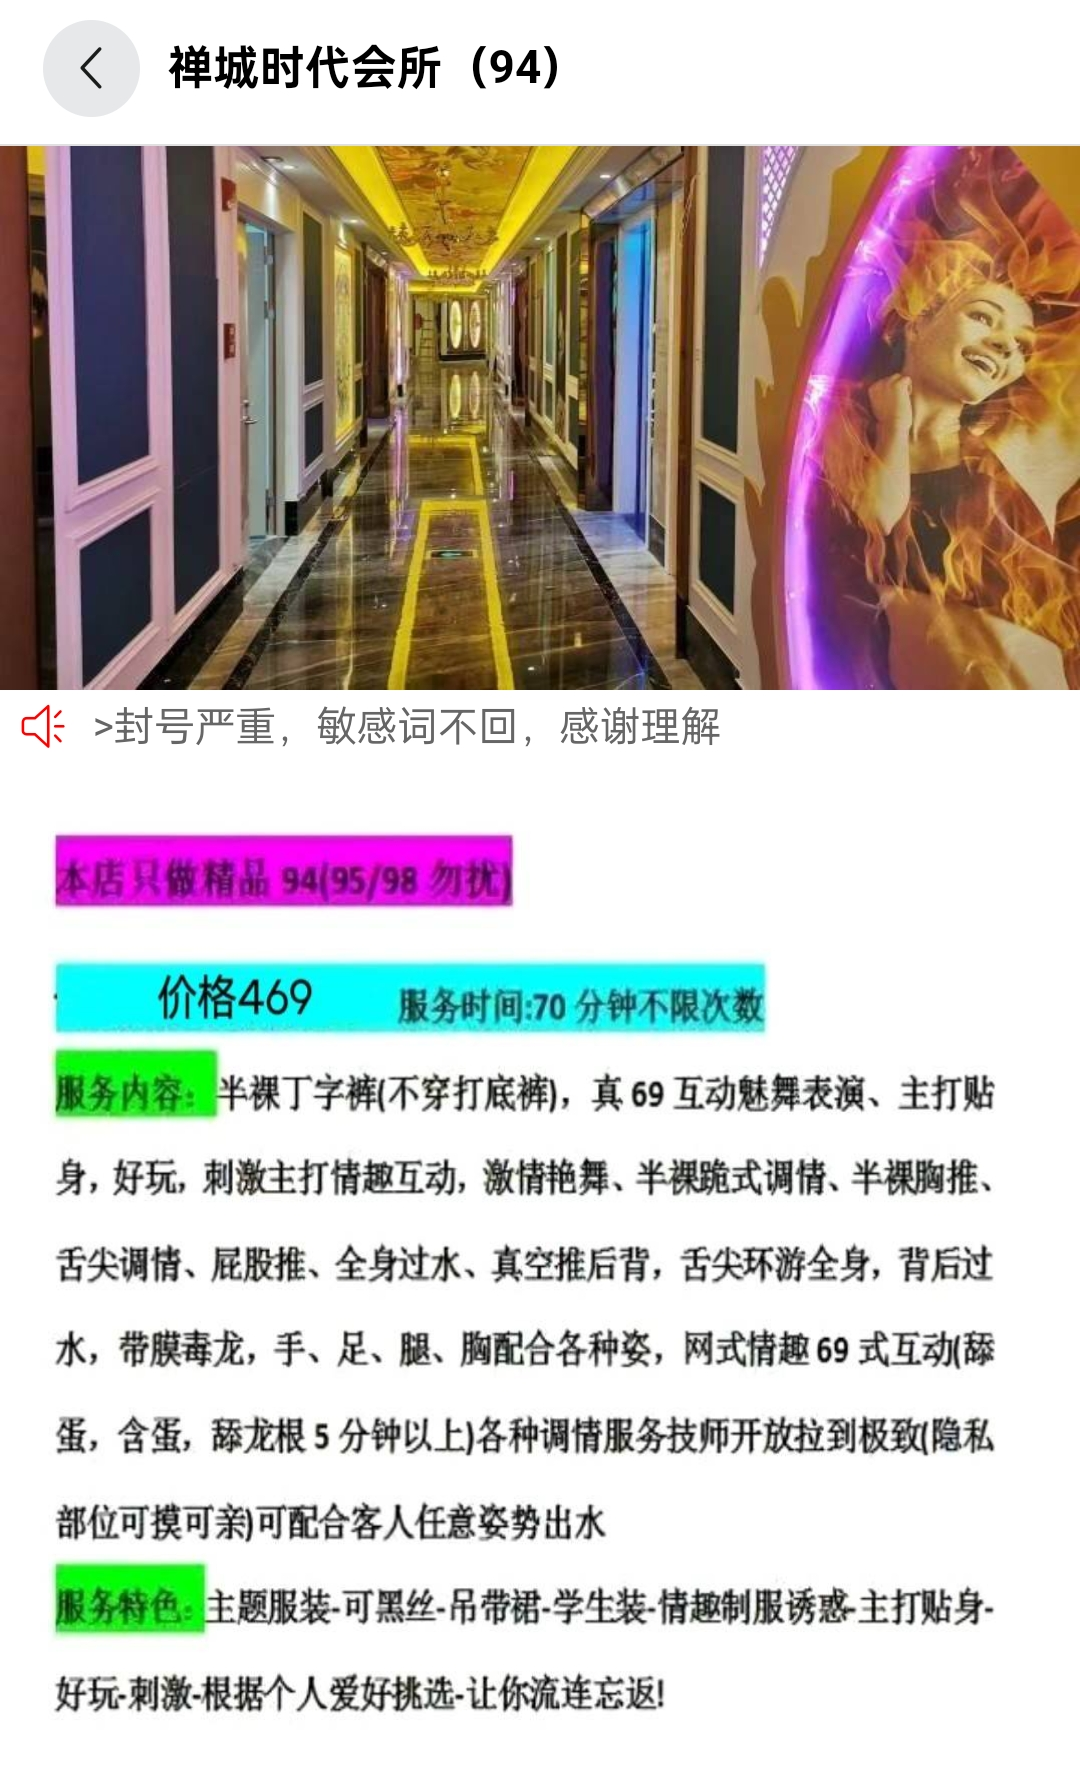 禅城时代会所（94）
>封号严重，敏感词不回，感谢理解
本店只做精品 94(95/98 勿扰)
价格469 服务时间:70 分钟不限次数
服务内容：半裸丁字裤(不穿打底裤)，真 69 互动魅舞表演、主打贴
身，好玩，刺激主打情趣互动，激情艳舞、半裸跪式调情、半裸胸推、
舌尖调情、屁股推、全身过水、真空推后背，舌尖环游全身，背后过
水，带膜毒龙，手、足、腿、胸配合各种姿，网式情趣 69 式互动(舔
蛋，含蛋，舔龙根 5 分钟以上)各种调情服务技师开放拉到极致(隐私
部位可摸可亲)可配合客人任意姿势出水
服务特色：主题服装-可黑丝-吊带裙-学生装-情趣制服诱惑-主打贴身-
好玩-刺激-根据个人爱好挑选-让你流连忘返!